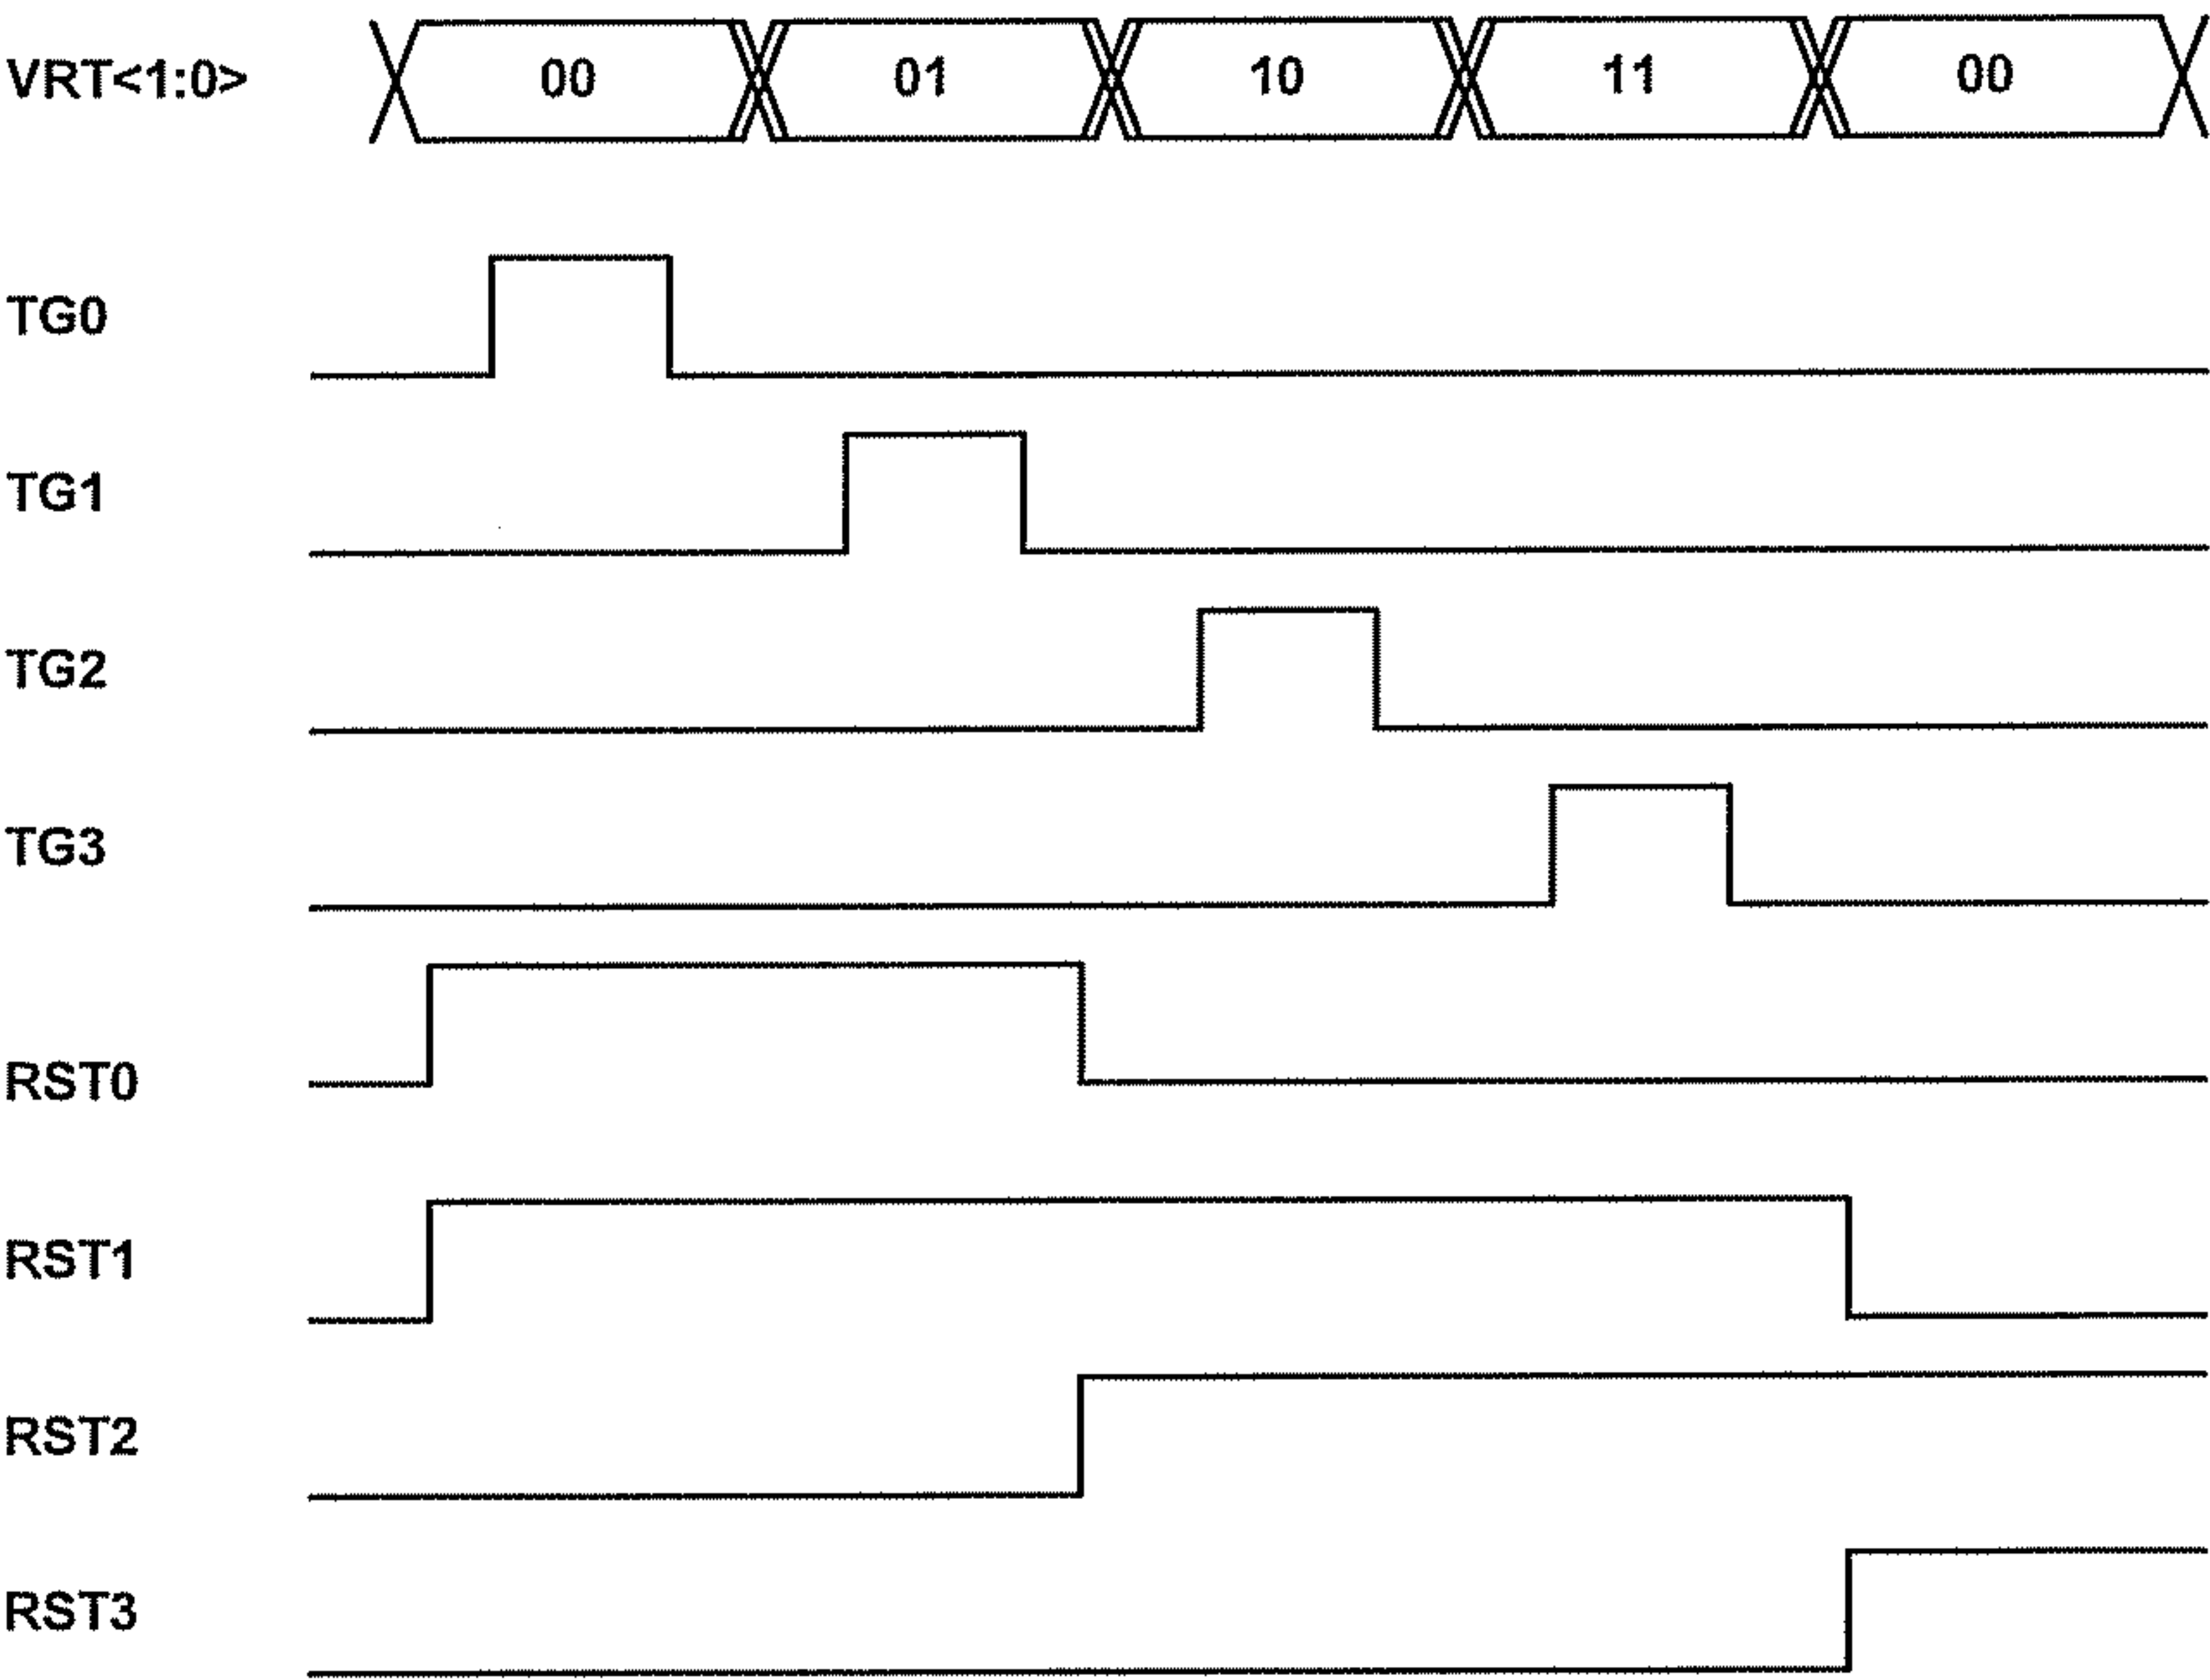 VRT<1:0> 00 01 10 11 00
TG0
TG1
TG2
TG3
RST0
RST1
RST2
RST3